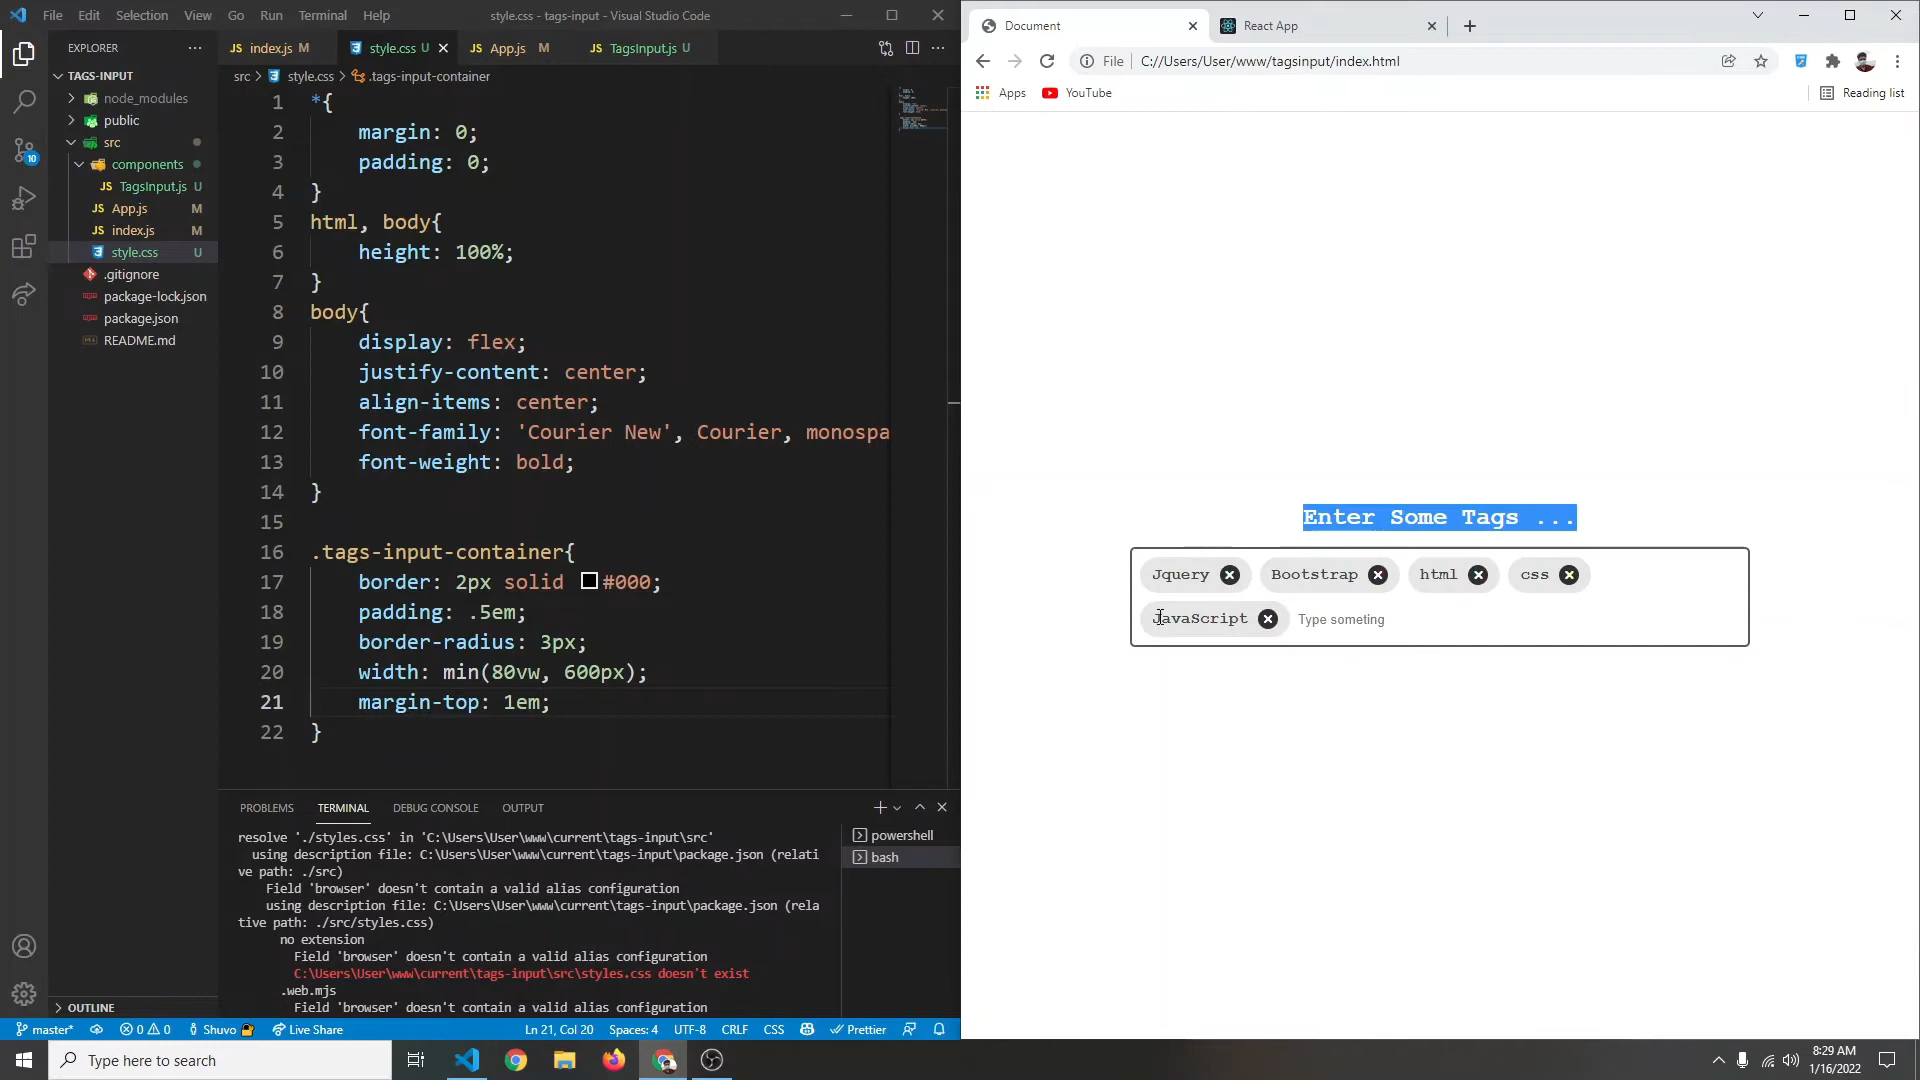 File Edit Selection View Go Run Terminal Help
style.css - tags-input - Visual Studio Code
EXPLORER
TAGS-INPUT
node_modules
public
src
components
JS TagsInput.js U
JS App.js M
JS index.js M
style.css U
.gitignore
package-lock.json
package.json
README.md
OUTLINE
10
JS index.js M
style.css U
JS App.js M
JS TagsInput.js U
src > style.css > .tags-input-container
1 *{
2 margin: 0;
3 padding: 0;
4 }
5 html, body{
6 height: 100%;
7 }
8 body{
9 display: flex;
10 justify-content: center;
11 align-items: center;
12 font-family: 'Courier New', Courier, monospa
13 font-weight: bold;
14 }
15
16 .tags-input-container{
17 border: 2px solid #000;
18 padding: .5em;
19 border-radius: 3px;
20 width: min(80vw, 600px);
21 margin-top: 1em;
22 }
PROBLEMS TERMINAL DEBUG CONSOLE OUTPUT
resolve './styles.css' in 'C:\Users\User\www\current\tags-input\src'
using description file: C:\Users\User\www\current\tags-input\package.json (relati
ve path: ./src)
Field 'browser' doesn't contain a valid alias configuration
using description file: C:\Users\User\www\current\tags-input\package.json (rela
tive path: ./src/styles.css)
no extension
Field 'browser' doesn't contain a valid alias configuration
C:\Users\User\www\current\tags-input\src\styles.css doesn't exist
.web.mjs
Field 'browser' doesn't contain a valid alias configuration
powershell
bash
master* 0 0 Shuvo Live Share Ln 21, Col 20 Spaces: 4 UTF-8 CRLF CSS Prettier
Document
React App
File C://Users/User/www/tagsinput/index.html
Apps YouTube Reading list
Enter Some Tags ...
Jquery Bootstrap html css
JavaScript Type someting
Type here to search
8:29 AM
1/16/2022